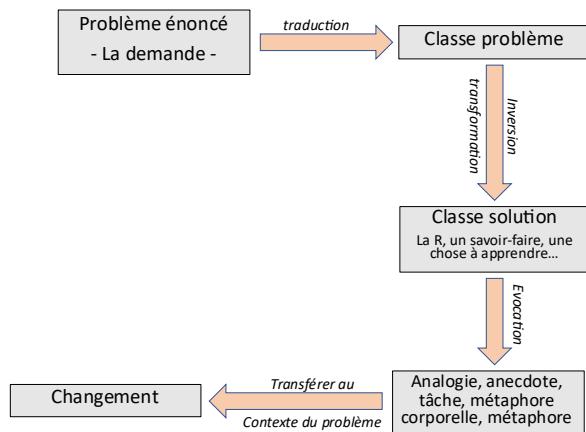 Problème énoncé
- La demande -
traduction
Classe problème
Inversion
transformation
Classe solution
La R, un savoir-faire, une
chose à apprendre…
Evocation
Analogie, anecdote,
tâche, métaphore
corporelle, métaphore
Transférer au
Contexte du problème
Changement